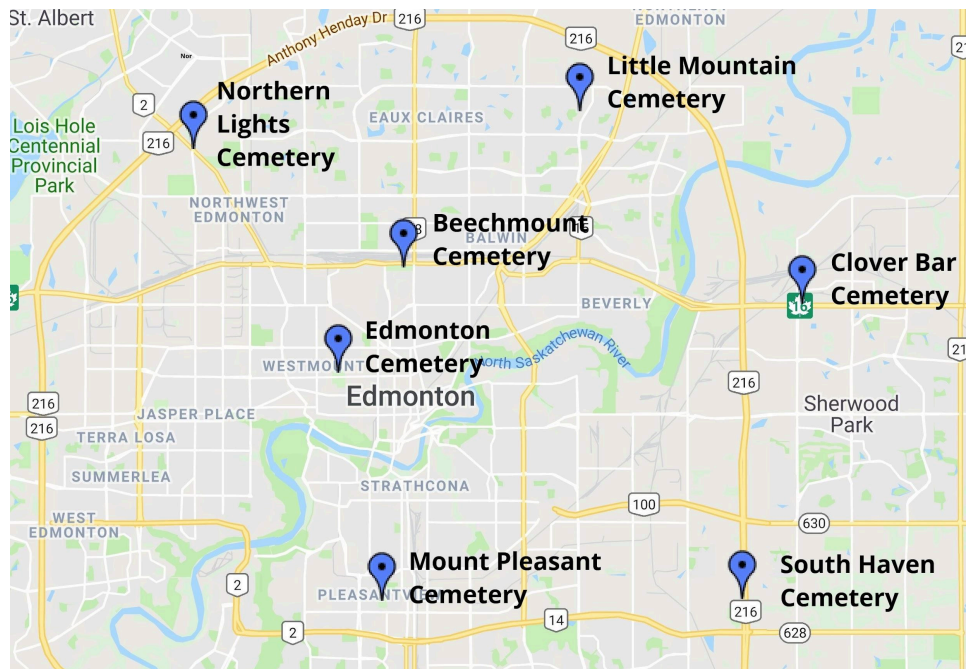 St. Albert
Anthony Henday Dr
216
NORTHEAST
EDMONTON
216
Nor
2
216
Northern
Lights
Cemetery
Little Mountain
Cemetery
EAUX CLAIRES
Lois Hole
Centennial
Provincial
Park
NORTHWEST
EDMONTON
Beechmount
Cemetery
BALWIN
Clover Bar
Cemetery
16
BEVERLY
Edmonton
Cemetery
WESTMOUNT
North Saskatchewan River
Edmonton
216
216
216
JASPER PLACE
TERRA LOSA
SUMMERLEA
Sherwood
Park
STRATHCONA
WEST
EDMONTON
100
630
Mount Pleasant
Cemetery
PLEASANTVIEW
South Haven
Cemetery
2
216
2
14
628